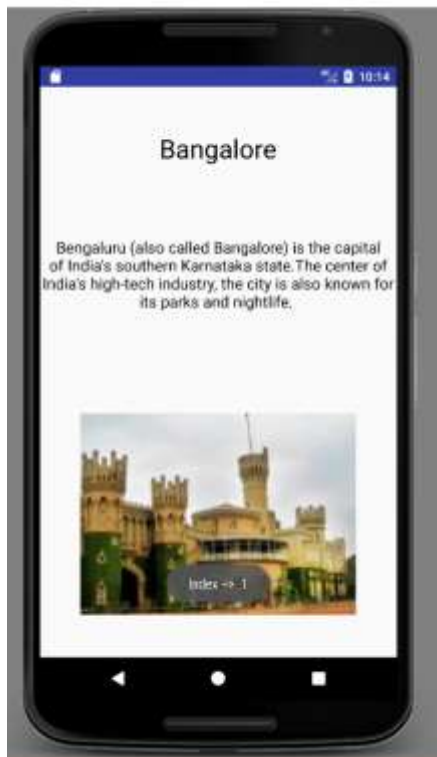 10:14
Bangalore
Bengaluru (also called Bangalore) is the capital
of India's southern Karnataka state.The center of
India's high-tech industry, the city is also known for
its parks and nightlife.
Index --> 1